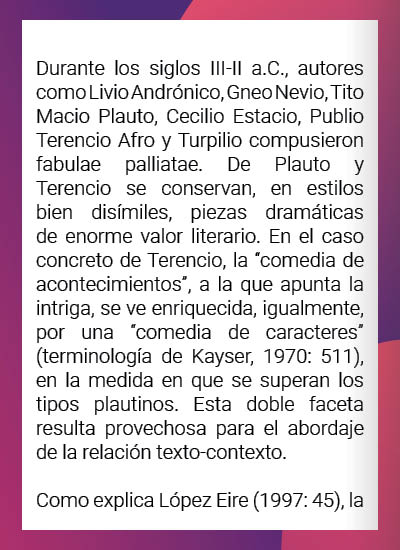 Durante los siglos III-II a.C., autores
como Livio Andrónico, Gneo Nevio, Tito
Macio Plauto, Cecilio Estacio, Publio
Terencio Afro y Turpilio compusieron
fabulae palliatae. De Plauto y
Terencio se conservan, en estilos
bien disímiles, piezas dramáticas
de enorme valor literario. En el caso
concreto de Terencio, la “comedia de
acontecimientos”, a la que apunta la
intriga, se ve enriquecida, igualmente,
por una “comedia de caracteres”
(terminología de Kayser, 1970: 511),
en la medida en que se superan los
tipos plautinos. Esta doble faceta
resulta provechosa para el abordaje
de la relación texto-contexto.
Como explica López Eire (1997: 45), la